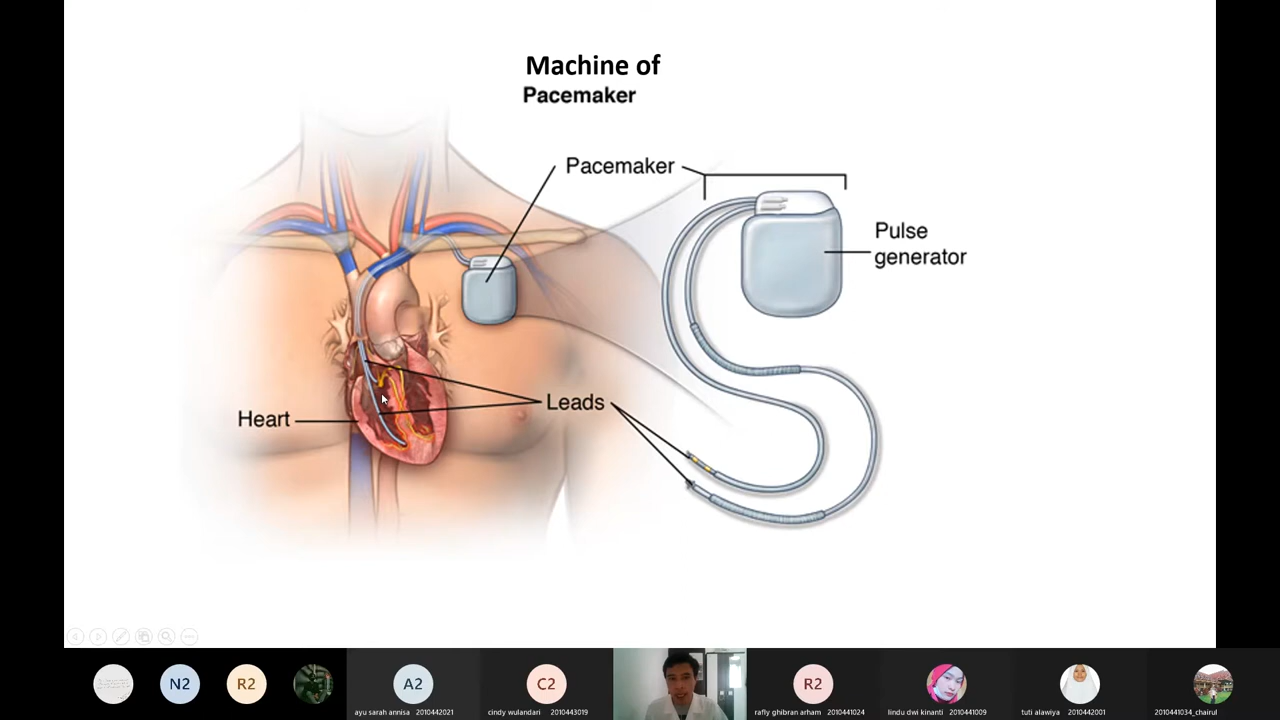 Machine of
Pacemaker
Pacemaker
Pulse
generator
Leads
Heart
N2
R2
A2
C2
R2
ayu sarah annisa 2010442021
cindy wulandari 2010443019
rafly ghibran arham 2010441024
lindu dwi kinanti 2010441009
tuti alawiya 2010442001
2010441034_chairul